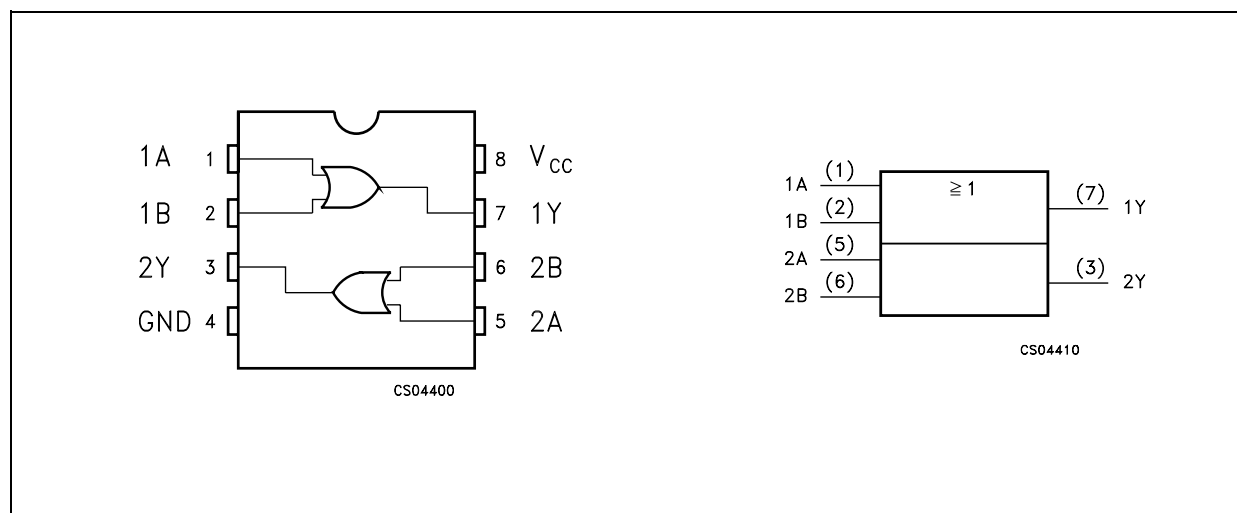 1A 1 8 VCC
1B 2 7 1Y
2Y 3 6 2B
GND 4 5 2A
CS04400
≧ 1
1A (1) (7) 1Y
1B (2)
2A (5) (3) 2Y
2B (6)
CS04410